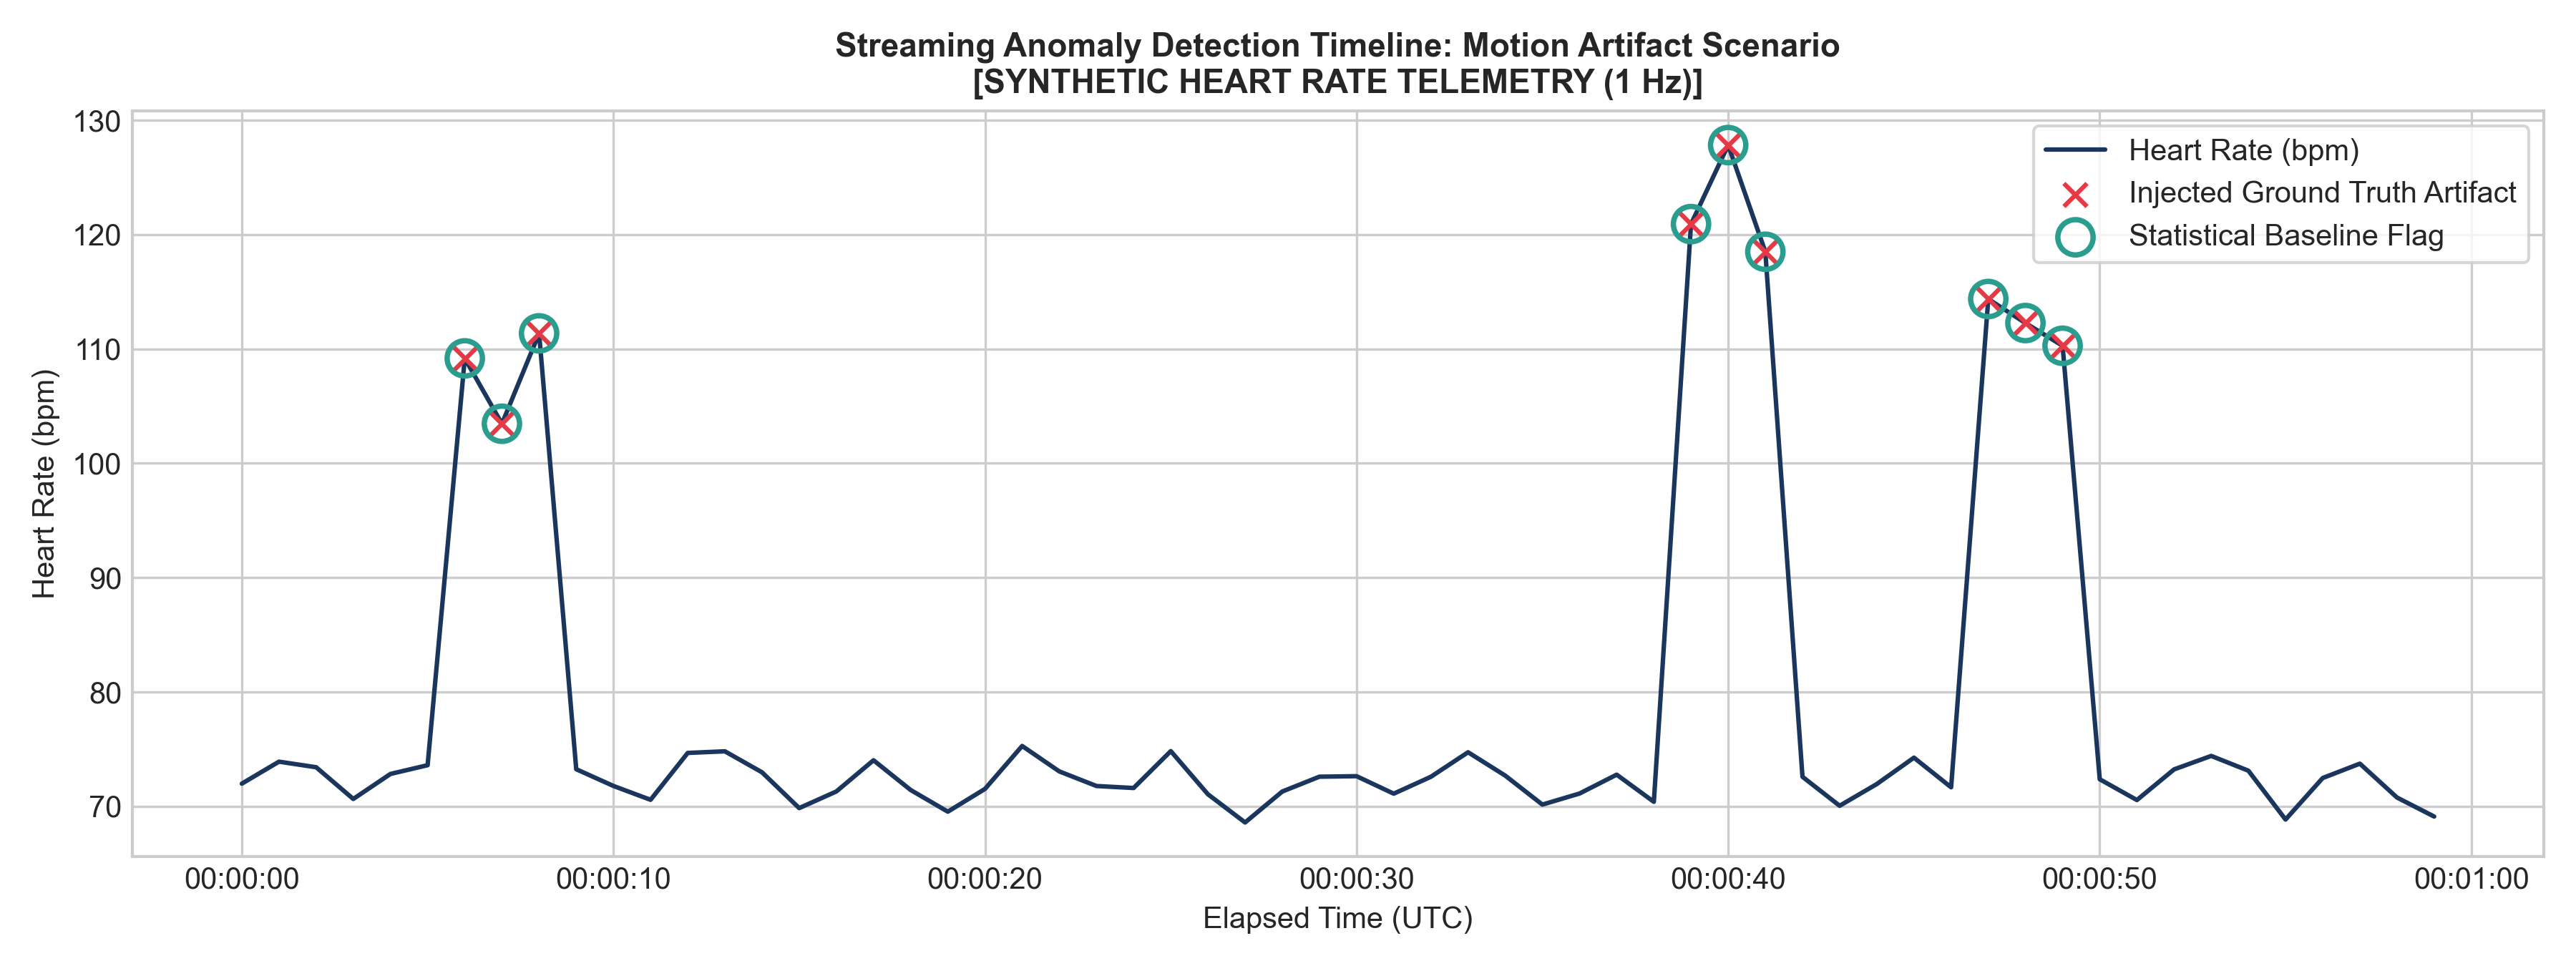 Streaming Anomaly Detection Timeline: Motion Artifact Scenario
[SYNTHETIC HEART RATE TELEMETRY (1 Hz)]
Heart Rate (bpm)
130
120
110
100
90
80
70
Heart Rate (bpm)
Injected Ground Truth Artifact
Statistical Baseline Flag
00:00:00
00:00:10
00:00:20
00:00:30
00:00:40
00:00:50
00:01:00
Elapsed Time (UTC)